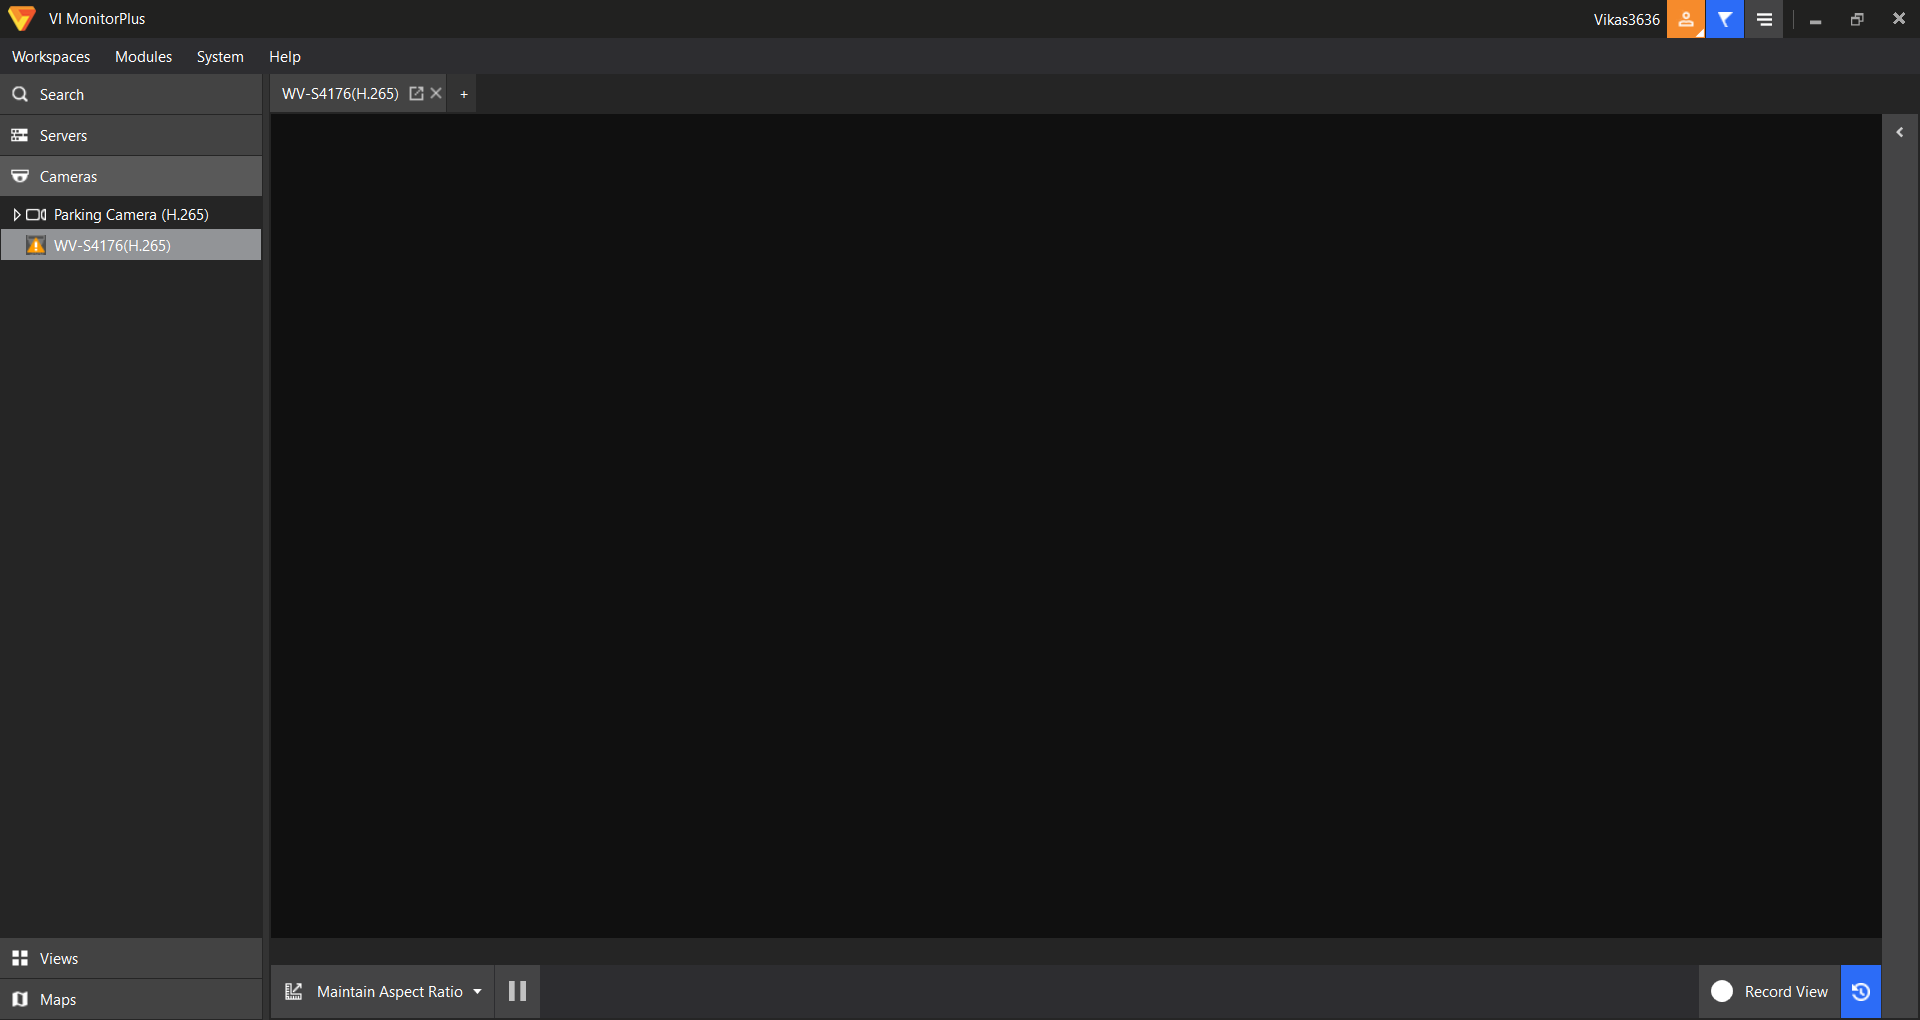 VI MonitorPlus
Vikas3636
Workspaces Modules System Help
Search
WV-S4176(H.265) +
Servers
Cameras
Parking Camera (H.265)
WV-S4176(H.265)
Views
Maps
Maintain Aspect Ratio
Record View